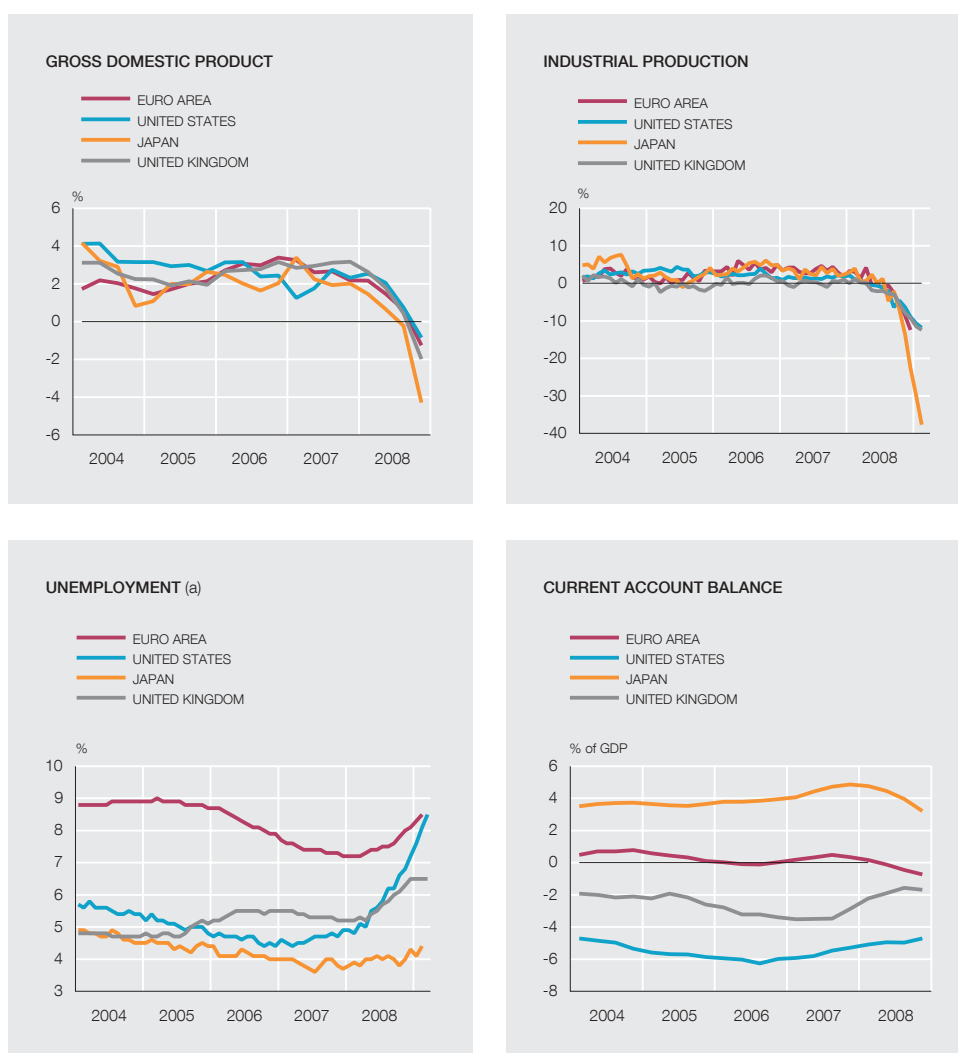 GROSS DOMESTIC PRODUCT
EURO AREA
UNITED STATES
JAPAN
UNITED KINGDOM
%
6
4
2
0
-2
-4
-6
2004 2005 2006 2007 2008
INDUSTRIAL PRODUCTION
EURO AREA
UNITED STATES
JAPAN
UNITED KINGDOM
%
20
10
0
-10
-20
-30
-40
2004 2005 2006 2007 2008
UNEMPLOYMENT (a)
EURO AREA
UNITED STATES
JAPAN
UNITED KINGDOM
%
10
9
8
7
6
5
4
3
2004 2005 2006 2007 2008
CURRENT ACCOUNT BALANCE
EURO AREA
UNITED STATES
JAPAN
UNITED KINGDOM
% of GDP
6
4
2
0
-2
-4
-6
-8
2004 2005 2006 2007 2008